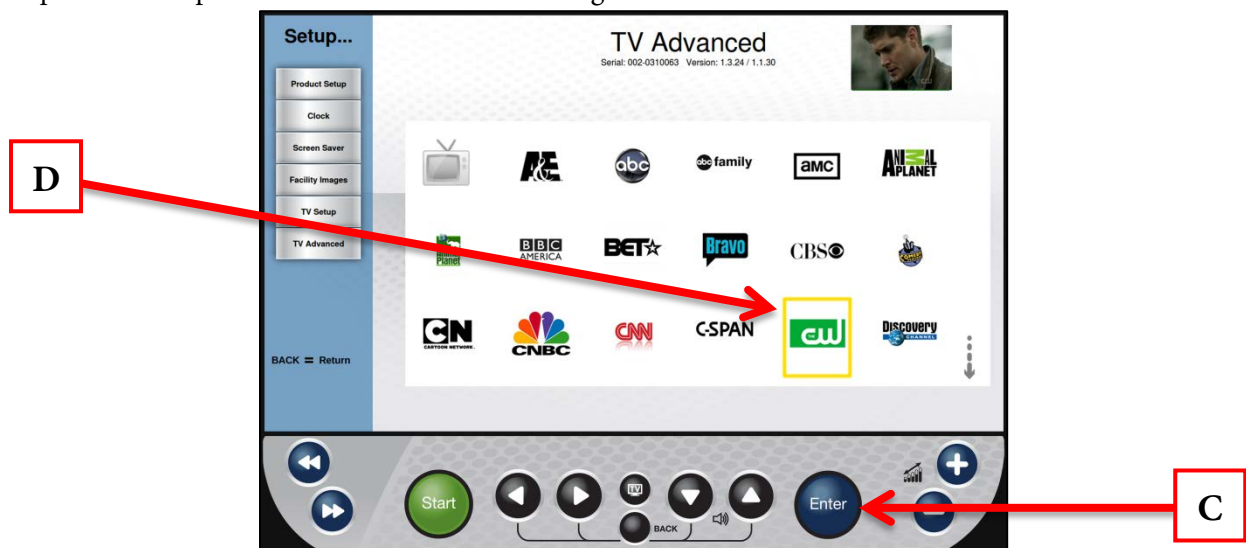 Setup...
TV Advanced
Serial: 002-0310063 Version: 1.3.24 / 1.1.30
Product Setup
Clock
Screen Saver
Facility Images
TV Setup
TV Advanced
BACK = Return
D
A&E
abc
abc family
aMC
ANIMAL PLANET
Animal Planet
BBC AMERICA
BET
Bravo
CBS
CN CARTOON NETWORK
CNBC
CNN
C-SPAN
CW
Discovery CHANNEL
Start
TV
BACK
Enter
C